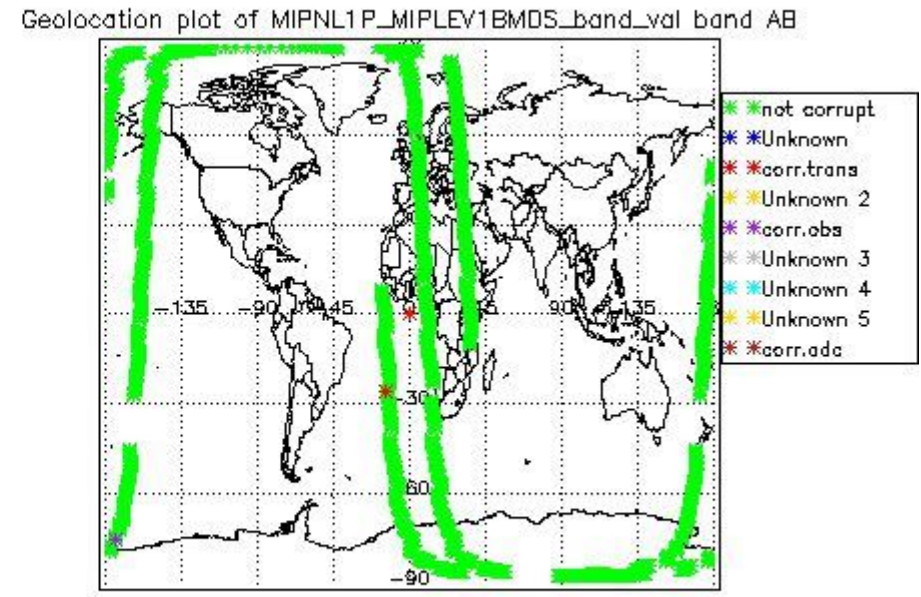 Geolocation plot of MIPNL1P_MIPLEV1BMDS_band_val band AB
not corrupt
Unknown
corr.trans
Unknown 2
corr.obs
Unknown 3
Unknown 4
Unknown 5
corr.adc
-135 -90 45 90 135
-30
60
-90